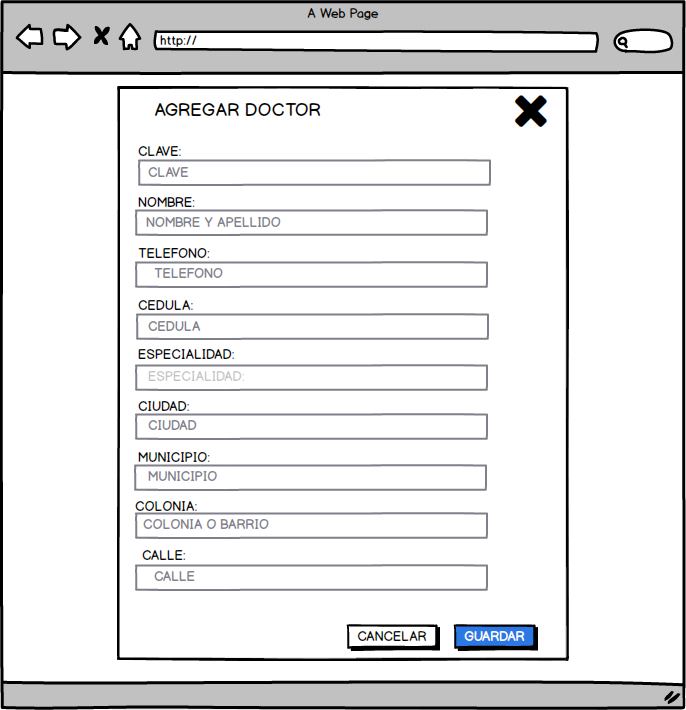 A Web Page
http://
AGREGAR DOCTOR
CLAVE:
CLAVE
NOMBRE:
NOMBRE Y APELLIDO
TELEFONO:
TELEFONO
CEDULA:
CEDULA
ESPECIALIDAD:
ESPECIALIDAD:
CIUDAD:
CIUDAD
MUNICIPIO:
MUNICIPIO
COLONIA:
COLONIA O BARRIO
CALLE:
CALLE
CANCELAR GUARDAR